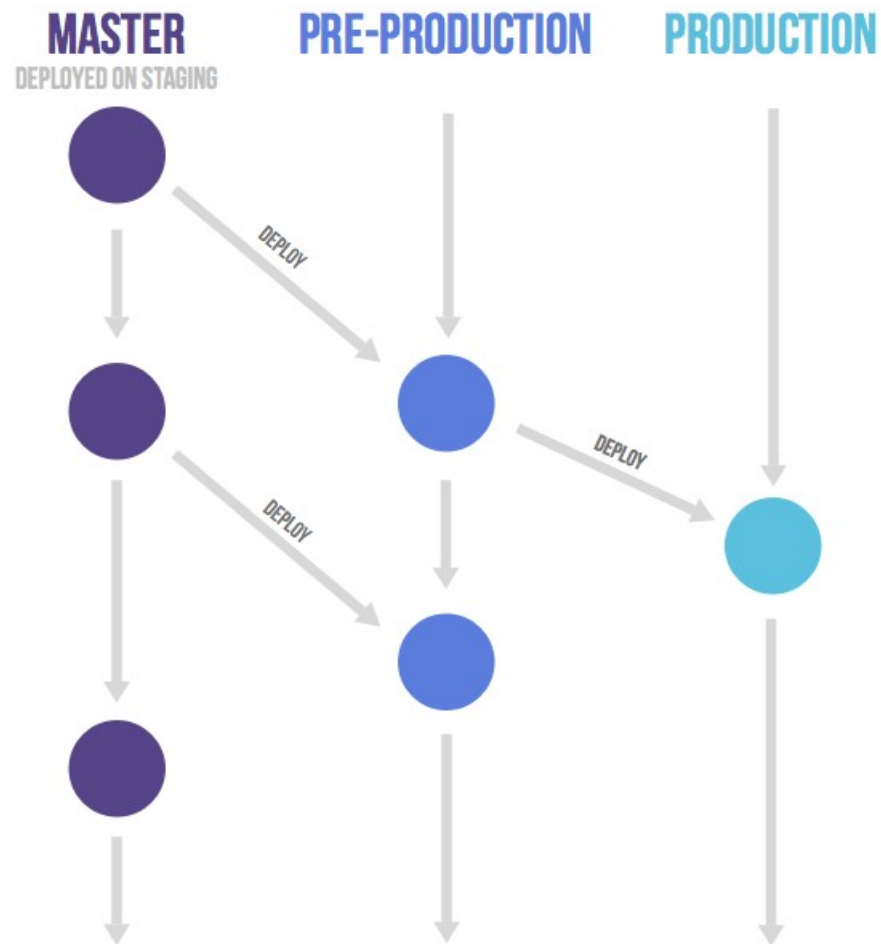 MASTER
DEPLOYED ON STAGING
PRE-PRODUCTION
PRODUCTION
DEPLOY
DEPLOY
DEPLOY